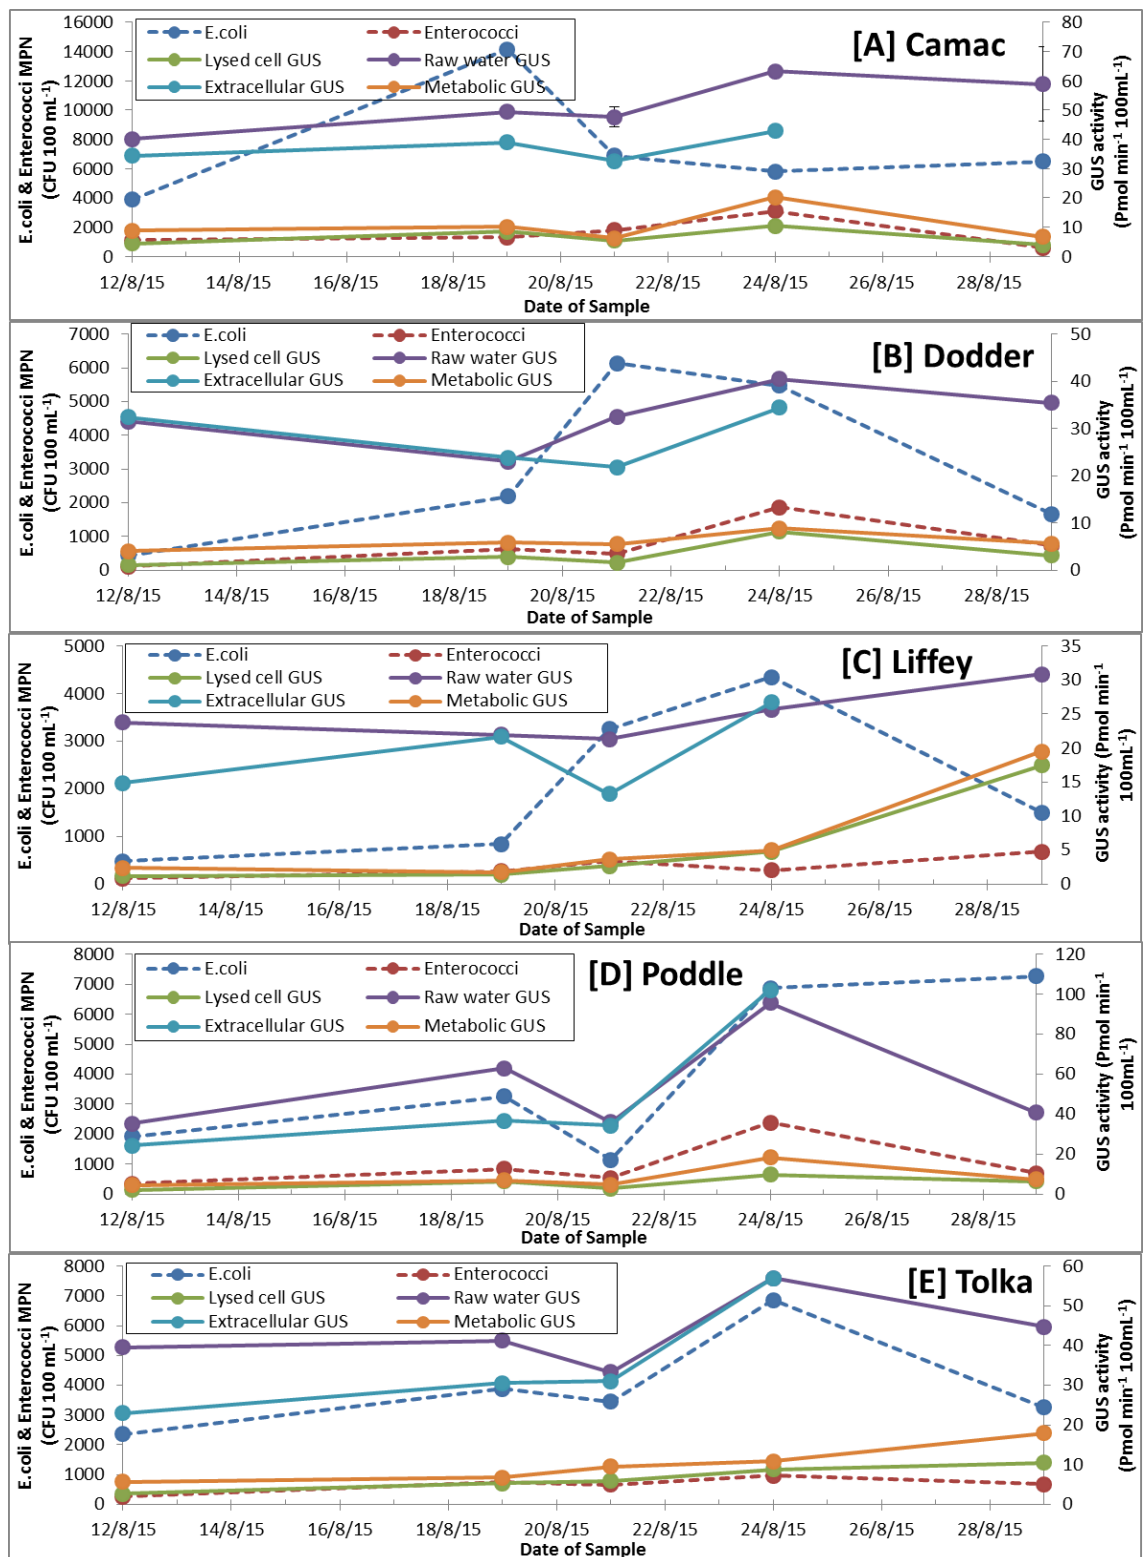 [A] Camac
E.coli & Enterococci MPN
(CFU 100 mL-1)
16000
14000
12000
10000
8000
6000
4000
2000
0
E.coli
Enterococci
Lysed cell GUS
Raw water GUS
Extracellular GUS
Metabolic GUS
80
70
60
50
40
30
20
10
0
GUS activity
(Pmol min-1 100mL-1)
12/8/15 14/8/15 16/8/15 18/8/15 20/8/15 22/8/15 24/8/15 26/8/15 28/8/15
Date of Sample
[B] Dodder
E.coli & Enterococci MPN
(CFU 100 mL-1)
7000
6000
5000
4000
3000
2000
1000
0
E.coli
Enterococci
Lysed cell GUS
Raw water GUS
Extracellular GUS
Metabolic GUS
50
40
30
20
10
0
GUS activity
(Pmol min-1 100mL-1)
12/8/15 14/8/15 16/8/15 18/8/15 20/8/15 22/8/15 24/8/15 26/8/15 28/8/15
Date of Sample
[C] Liffey
E.coli & Enterococci MPN
(CFU 100 mL-1)
5000
4000
3000
2000
1000
0
E.coli
Enterococci
Lysed cell GUS
Raw water GUS
Extracellular GUS
Metabolic GUS
35
30
25
20
15
10
5
0
GUS activity (Pmol min-1
100mL-1)
12/8/15 14/8/15 16/8/15 18/8/15 20/8/15 22/8/15 24/8/15 26/8/15 28/8/15
Date of Sample
[D] Poddle
E.coli & Enterococci MPN
(CFU 100 mL-1)
8000
7000
6000
5000
4000
3000
2000
1000
0
E.coli
Enterococci
Lysed cell GUS
Raw water GUS
Extracellular GUS
Metabolic GUS
120
100
80
60
40
20
0
GUS activity (Pmol min-1
100mL-1)
12/8/15 14/8/15 16/8/15 18/8/15 20/8/15 22/8/15 24/8/15 26/8/15 28/8/15
Date of Sample
[E] Tolka
E.coli & Enterococci MPN
(CFU 100 mL-1)
8000
7000
6000
5000
4000
3000
2000
1000
0
E.coli
Enterococci
Lysed cell GUS
Raw water GUS
Extracellular GUS
Metabolic GUS
60
50
40
30
20
10
0
GUS activity
(Pmol min-1 100mL-1)
12/8/15 14/8/15 16/8/15 18/8/15 20/8/15 22/8/15 24/8/15 26/8/15 28/8/15
Date of Sample